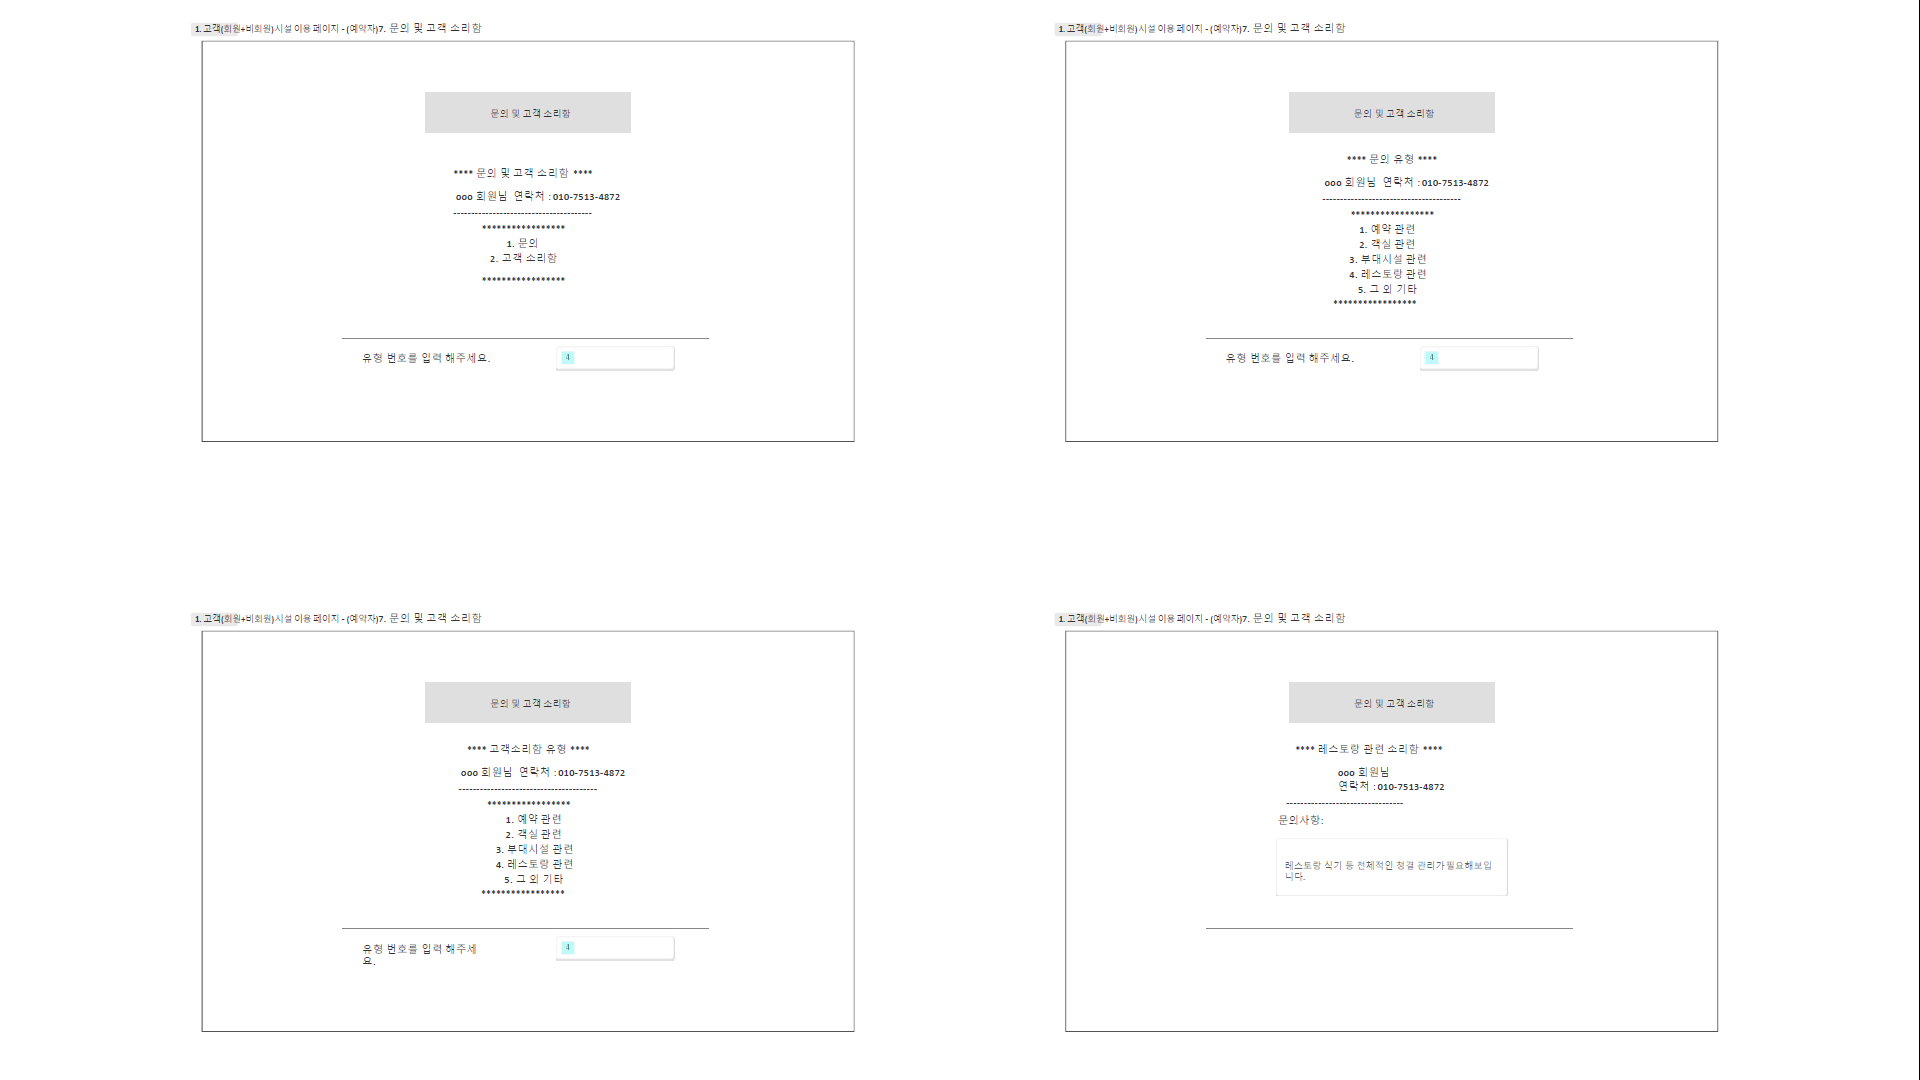 1. 고객(회원+비회원)시설 이용 페이지 - (예약자)7. 문의 및 고객 소리함
문의 및 고객 소리함
**** 문의 및 고객 소리함 ****
ooo 회원님 연락처 : 010-7513-4872
---------------------------------------
*****************
1. 문의
2. 고객 소리함
*****************
유형 번호를 입력 해주세요.
4
1. 고객(회원+비회원)시설 이용 페이지 - (예약자)7. 문의 및 고객 소리함
문의 및 고객 소리함
**** 문의 유형 ****
ooo 회원님 연락처 : 010-7513-4872
---------------------------------------
*****************
1. 예약 관련
2. 객실 관련
3. 부대시설 관련
4. 레스토랑 관련
5. 그 외 기타
*****************
유형 번호를 입력 해주세요.
4
1. 고객(회원+비회원)시설 이용 페이지 - (예약자)7. 문의 및 고객 소리함
문의 및 고객 소리함
**** 고객소리함 유형 ****
ooo 회원님 연락처 : 010-7513-4872
---------------------------------------
*****************
1. 예약 관련
2. 객실 관련
3. 부대시설 관련
4. 레스토랑 관련
5. 그 외 기타
*****************
유형 번호를 입력 해주세
요.
4
1. 고객(회원+비회원)시설 이용 페이지 - (예약자)7. 문의 및 고객 소리함
문의 및 고객 소리함
**** 레스토랑 관련 소리함 ****
ooo 회원님
연락처 : 010-7513-4872
---------------------------------
문의사항:
레스토랑 식기 등 전체적인 청결 관리가 필요해보입
니다.